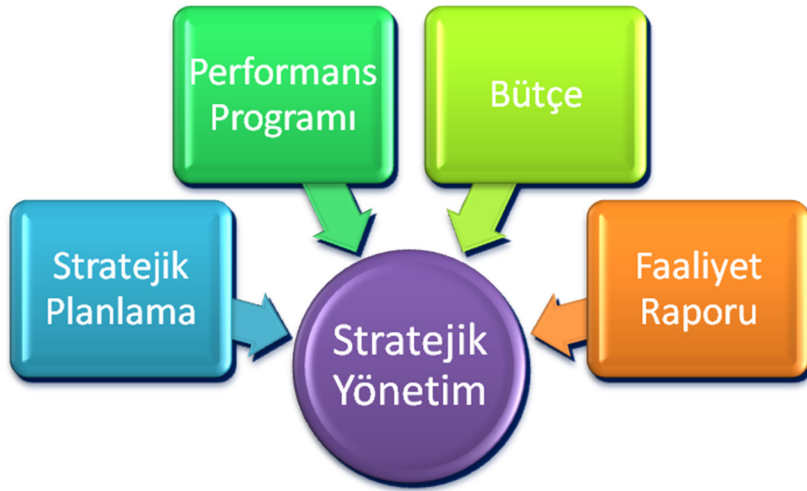 Performans
Programı
Bütçe
Stratejik
Planlama
Faaliyet
Raporu
Stratejik
Yönetim